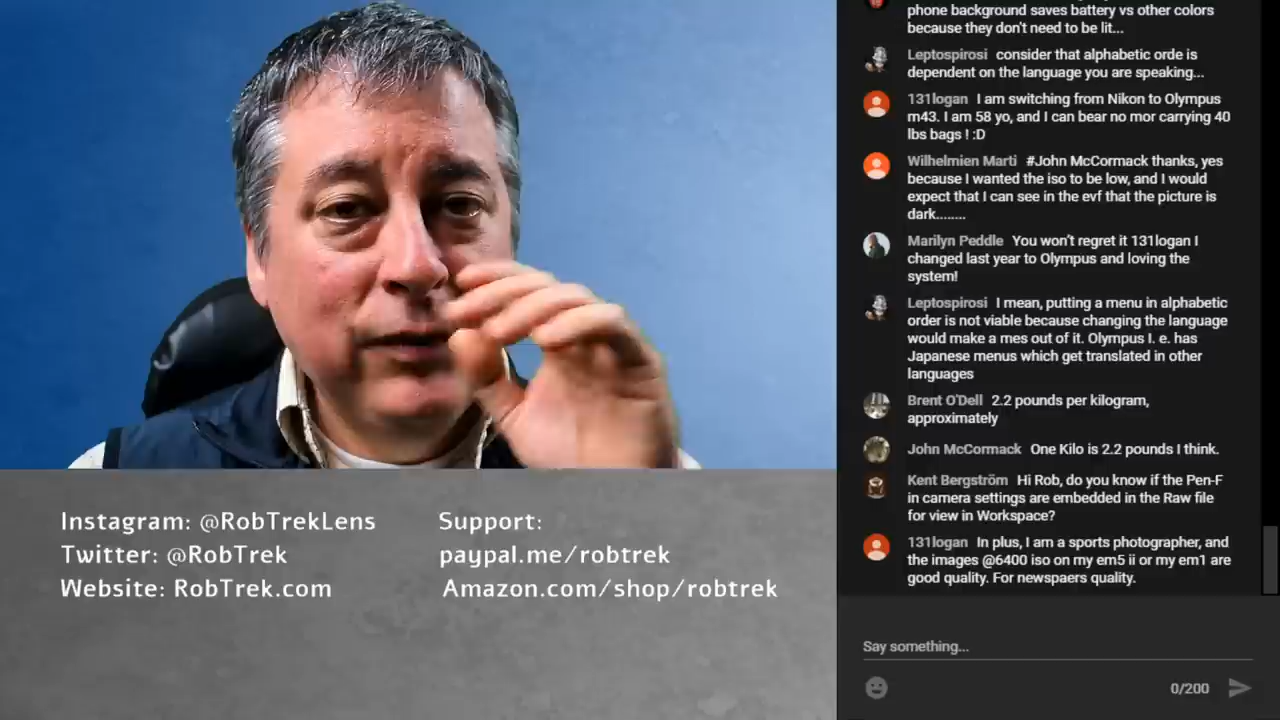 phone background saves battery vs other colors
because they don't need to be lit...
Leptospirosi consider that alphabetic orde is
dependent on the language you are speaking...
131logan I am switching from Nikon to Olympus
m43. I am 58 yo, and I can bear no mor carrying 40
lbs bags ! :D
Wilhelmien Marti #John McCormack thanks, yes
because I wanted the iso to be low, and I would
expect that I can see in the evf that the picture is
dark........
Marilyn Peddle You won't regret it 131logan I
changed last year to Olympus and loving the
system!
Leptospirosi I mean, putting a menu in alphabetic
order is not viable because changing the language
would make a mes out of it. Olympus I. e. has
Japanese menus which get translated in other
languages
Brent O'Dell 2.2 pounds per kilogram,
approximately
John McCormack One Kilo is 2.2 pounds I think.
Kent Bergström Hi Rob, do you know if the Pen-F
in camera settings are embedded in the Raw file
for view in Workspace?
131logan In plus, I am a sports photographer, and
the images @6400 iso on my em5 ii or my em1 are
good quality. For newspaers quality.
Say something...
0/200
Instagram: @RobTrekLens
Twitter: @RobTrek
Website: RobTrek.com
Support:
paypal.me/robtrek
Amazon.com/shop/robtrek